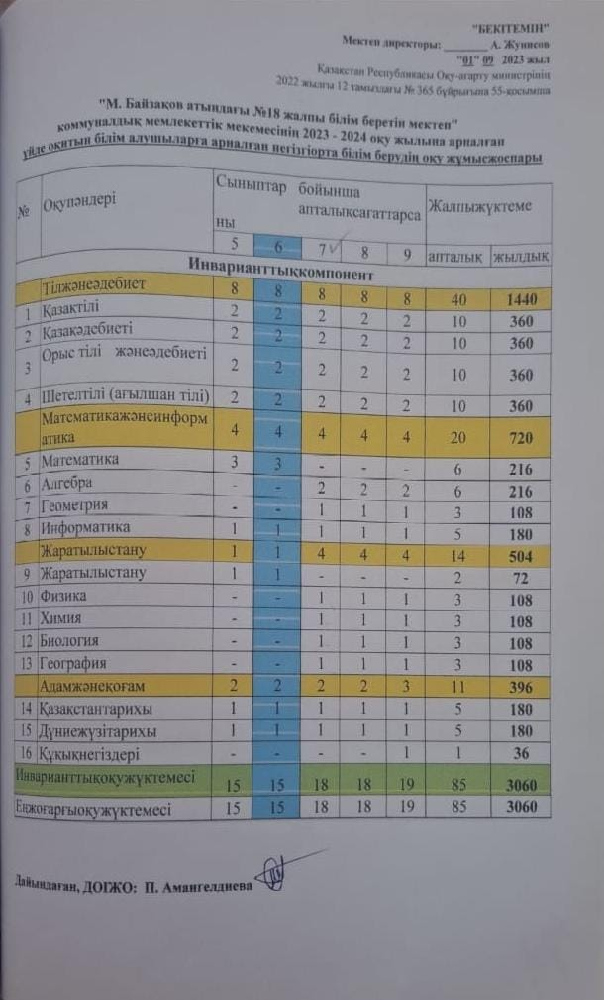 "БЕКІТЕМІН"
Мектеп директоры: ________ А. Жунисов
"01" 09 2023 жыл
Қазақстан Республикасы Оқу-ағарту министрінің
2022 жылғы 12 тамыздағы № 365 бұйрығына 55-қосымша
"М. Байзақов атындағы №18 жалпы білім беретін мектеп"
коммуналдық мемлекеттік мекемесінің 2023 - 2024 оқу жылына арналған
үйде оқитын білім алушыларға арналған негізгіорта білім берудің оқу жұмысжоспары
№ Оқупәндері Сыныптар бойынша апталықсағаттарса ны Жалпыжүктеме
5 6 7 8 9 апталық жылдық
Инварианттықкомпонент
Тілжәнеәдебиет 8 8 8 8 8 40 1440
1 Қазақтілі 2 2 2 2 2 10 360
2 Қазақәдебиеті 2 2 2 2 2 10 360
3 Орыс тілі жәнеәдебиеті 2 2 2 2 2 10 360
4 Шетелтілі (ағылшан тілі) 2 2 2 2 2 10 360
Математикажәнеинформ
атика 4 4 4 4 4 20 720
5 Математика 3 3 - - - 6 216
6 Алгебра - - 2 2 2 6 216
7 Геометрия - - 1 1 1 3 108
8 Информатика 1 1 1 1 1 5 180
Жаратылыстану 1 1 4 4 4 14 504
9 Жаратылыстану 1 1 - - - 2 72
10 Физика - - 1 1 1 3 108
11 Химия - - 1 1 1 3 108
12 Биология - - 1 1 1 3 108
13 География - - 1 1 1 3 108
Адамжәнеқоғам 2 2 2 2 3 11 396
14 Қазақстантарихы 1 1 1 1 1 5 180
15 Дүниежүзітарихы 1 1 1 1 1 5 180
16 Құқықнегіздері - - - - 1 1 36
Инварианттықоқужүктемесі 15 15 18 18 19 85 3060
Еңжоғарғыоқужүктемесі 15 15 18 18 19 85 3060
Дайындаған, ДОІЖО: П. Амангелдиева